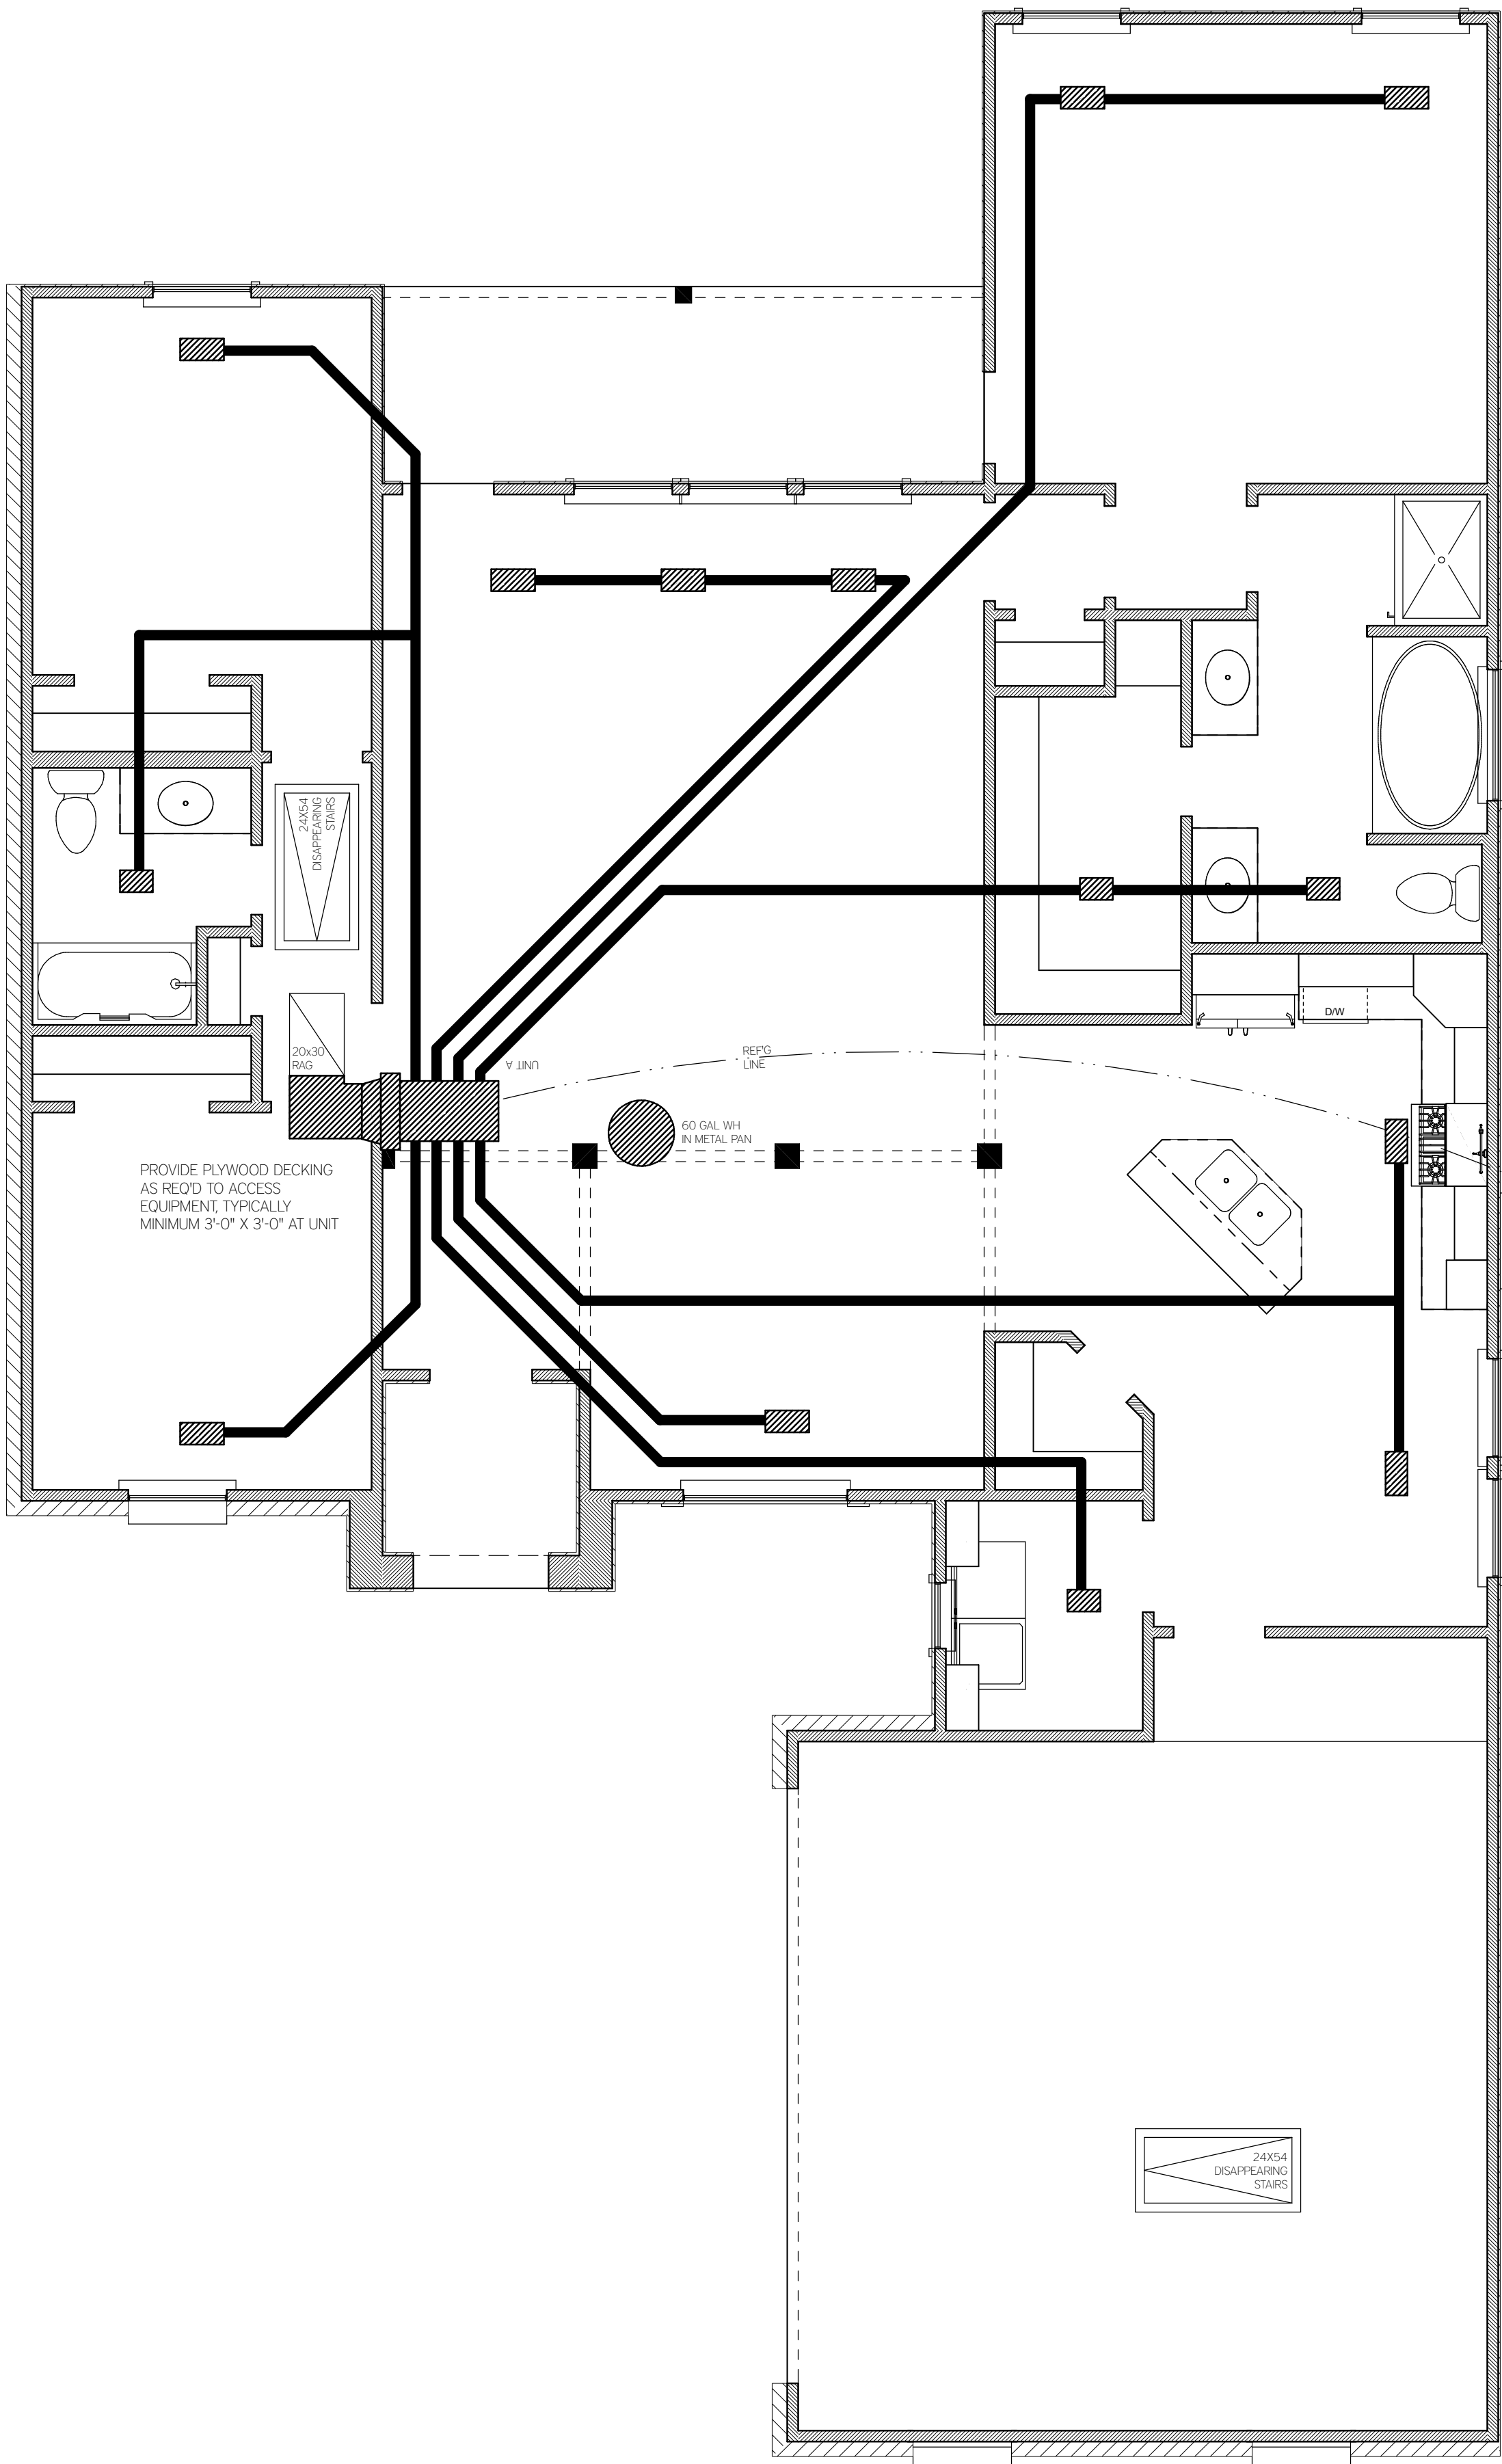 24X54
DISAPPEARING
STAIRS
D/W
20x30
RAG
UNIT A
REF'G
LINE
60 GAL WH
IN METAL PAN
PROVIDE PLYWOOD DECKING
AS REQ'D TO ACCESS
EQUIPMENT, TYPICALLY
MINIMUM 3'-0" X 3'-0" AT UNIT
24X54
DISAPPEARING
STAIRS